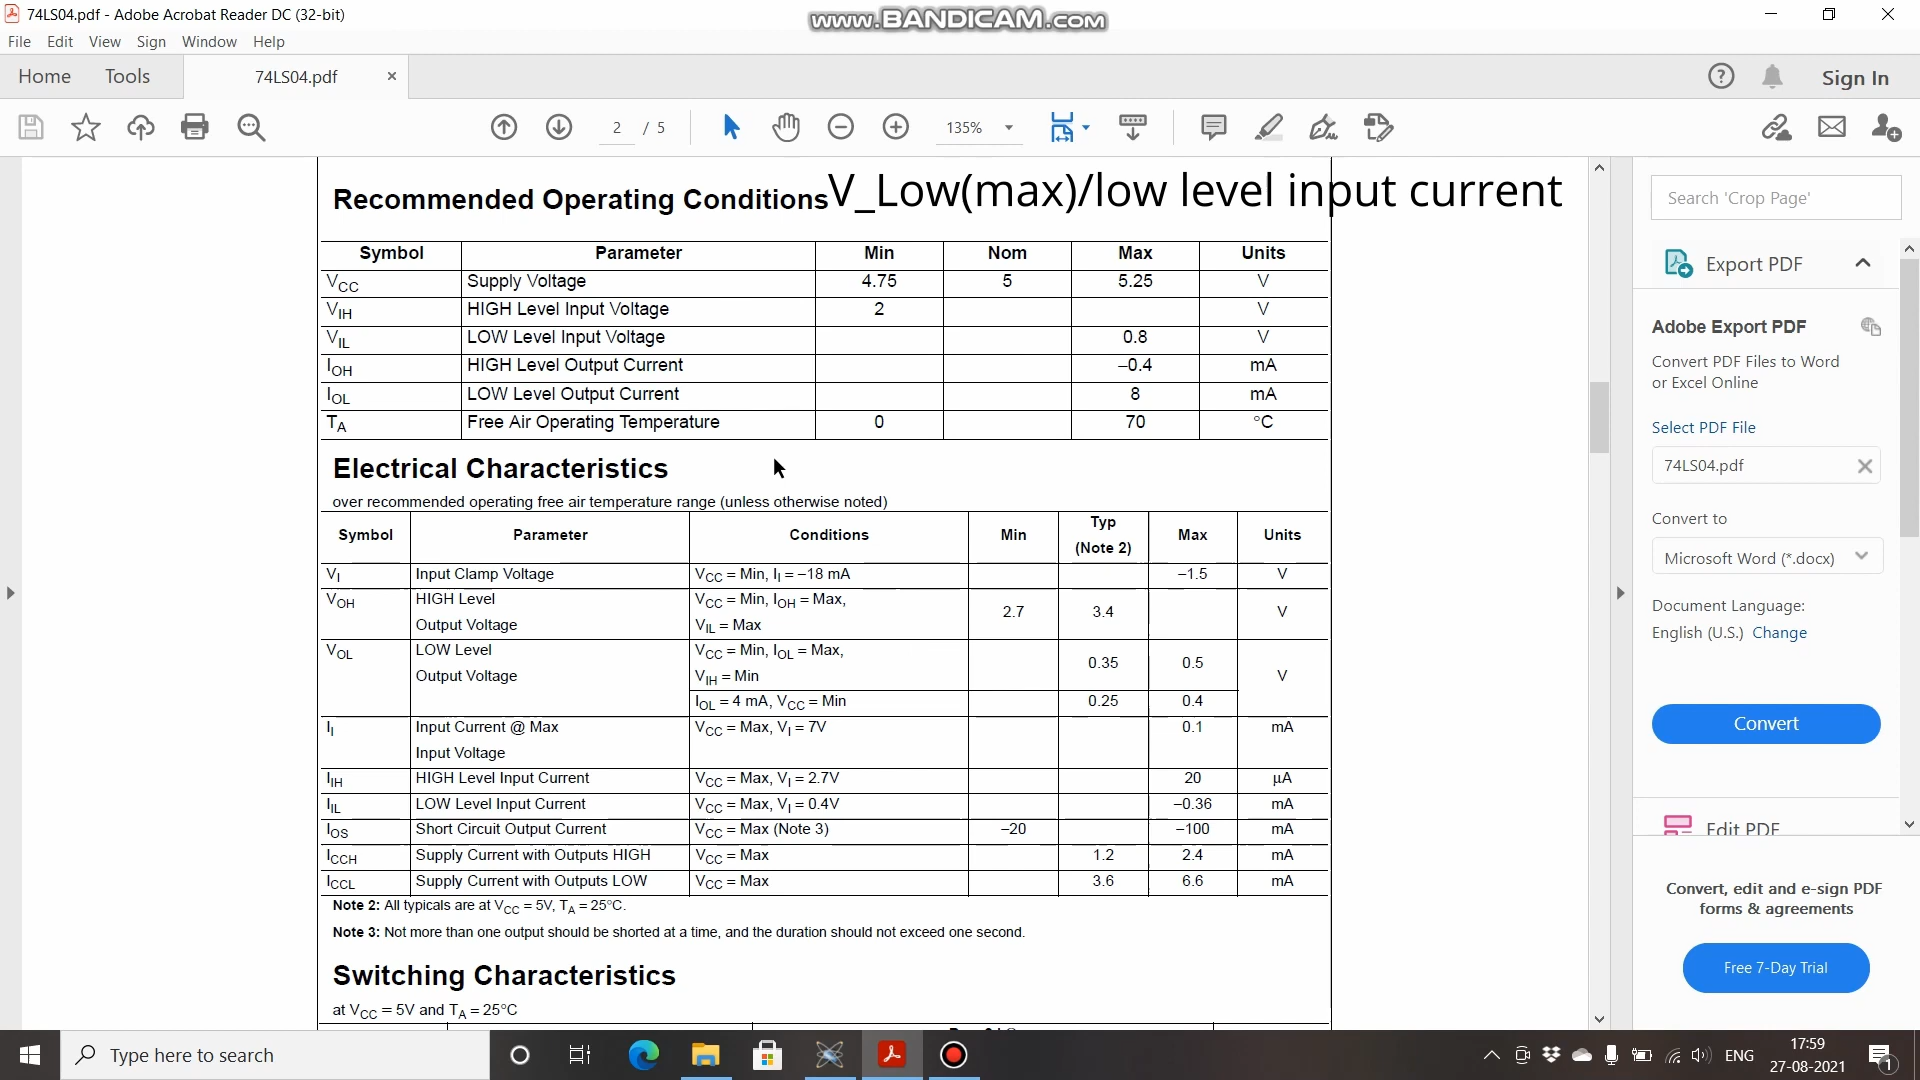 74LS04.pdf - Adobe Acrobat Reader DC (32-bit)
www.BANDICAM.com
File Edit View Sign Window Help
Home Tools 74LS04.pdf × Sign In
2 / 5 135%
Recommended Operating Conditions
V_Low(max)/low level input current
Symbol Parameter Min Nom Max Units
VCC Supply Voltage 4.75 5 5.25 V
VIH HIGH Level Input Voltage 2 V
VIL LOW Level Input Voltage 0.8 V
IOH HIGH Level Output Current –0.4 mA
IOL LOW Level Output Current 8 mA
TA Free Air Operating Temperature 0 70 °C
Electrical Characteristics
over recommended operating free air temperature range (unless otherwise noted)
Symbol Parameter Conditions Min Typ (Note 2) Max Units
VI Input Clamp Voltage VCC = Min, II = –18 mA –1.5 V
VOH HIGH Level VCC = Min, IOH = Max, 2.7 3.4 V
Output Voltage VIL = Max
VOL LOW Level VCC = Min, IOL = Max, 0.35 0.5 V
Output Voltage VIH = Min
IOL = 4 mA, VCC = Min 0.25 0.4
II Input Current @ Max VCC = Max, VI = 7V 0.1 mA
Input Voltage
IIH HIGH Level Input Current VCC = Max, VI = 2.7V 20 µA
IIL LOW Level Input Current VCC = Max, VI = 0.4V –0.36 mA
IOS Short Circuit Output Current VCC = Max (Note 3) –20 –100 mA
ICCH Supply Current with Outputs HIGH VCC = Max 1.2 2.4 mA
ICCL Supply Current with Outputs LOW VCC = Max 3.6 6.6 mA
Note 2: All typicals are at VCC = 5V, TA = 25°C.
Note 3: Not more than one output should be shorted at a time, and the duration should not exceed one second.
Switching Characteristics
at VCC = 5V and TA = 25°C
Search 'Crop Page'
Export PDF
Adobe Export PDF
Convert PDF Files to Word
or Excel Online
Select PDF File
74LS04.pdf
Convert to
Microsoft Word (*.docx)
Document Language:
English (U.S.) Change
Convert
Edit PDF
Convert, edit and e-sign PDF
forms & agreements
Free 7-Day Trial
Type here to search
ENG
17:59
27-08-2021
1